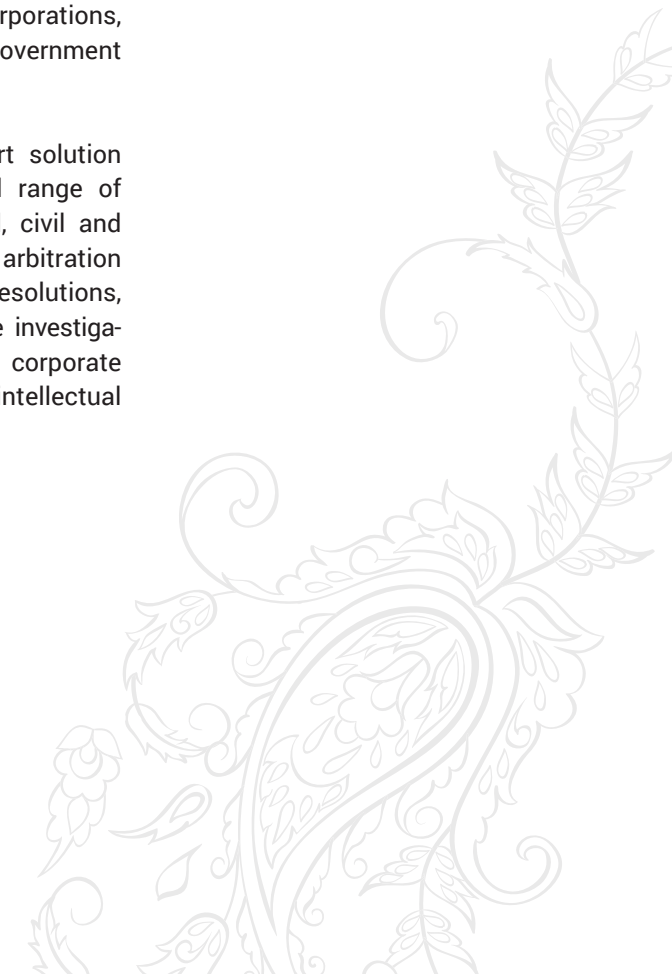 rporations,
overnment
rt solution
range of
, civil and
arbitration
esolutions,
investiga-
corporate
ntellectual